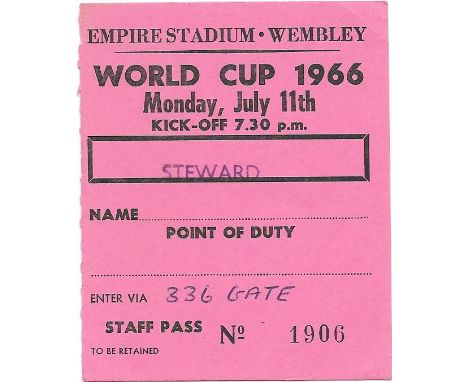 EMPIRE STADIUM · WEMBLEY
WORLD CUP 1966
Monday, July 11th
KICK-OFF 7.30 p.m.
STEWARD
NAME
POINT OF DUTY
ENTER VIA 336 GATE
STAFF PASS Nº 1906
TO BE RETAINED